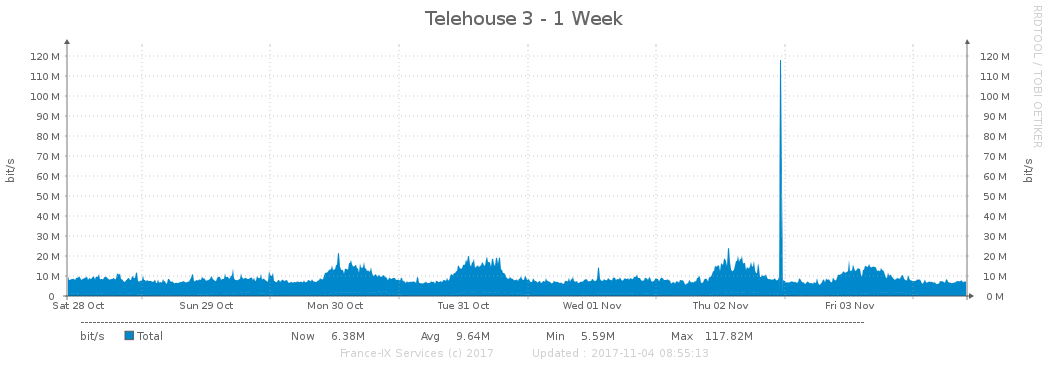 Telehouse 3 - 1 Week
RRDTOOL / TOBI OETIKER
120 M 120 M
110 M 110 M
100 M 100 M
90 M 90 M
80 M 80 M
70 M 70 M
60 M 60 M
50 M 50 M
40 M 40 M
30 M 30 M
20 M 20 M
10 M 10 M
0 0 M
bit/s
bit/s
Sat 28 Oct Sun 29 Oct Mon 30 Oct Tue 31 Oct Wed 01 Nov Thu 02 Nov Fri 03 Nov
bit/s Total Now 6.38M Avg 9.64M Min 5.59M Max 117.82M
France-IX Services (c) 2017 Updated : 2017-11-04 08:55:13